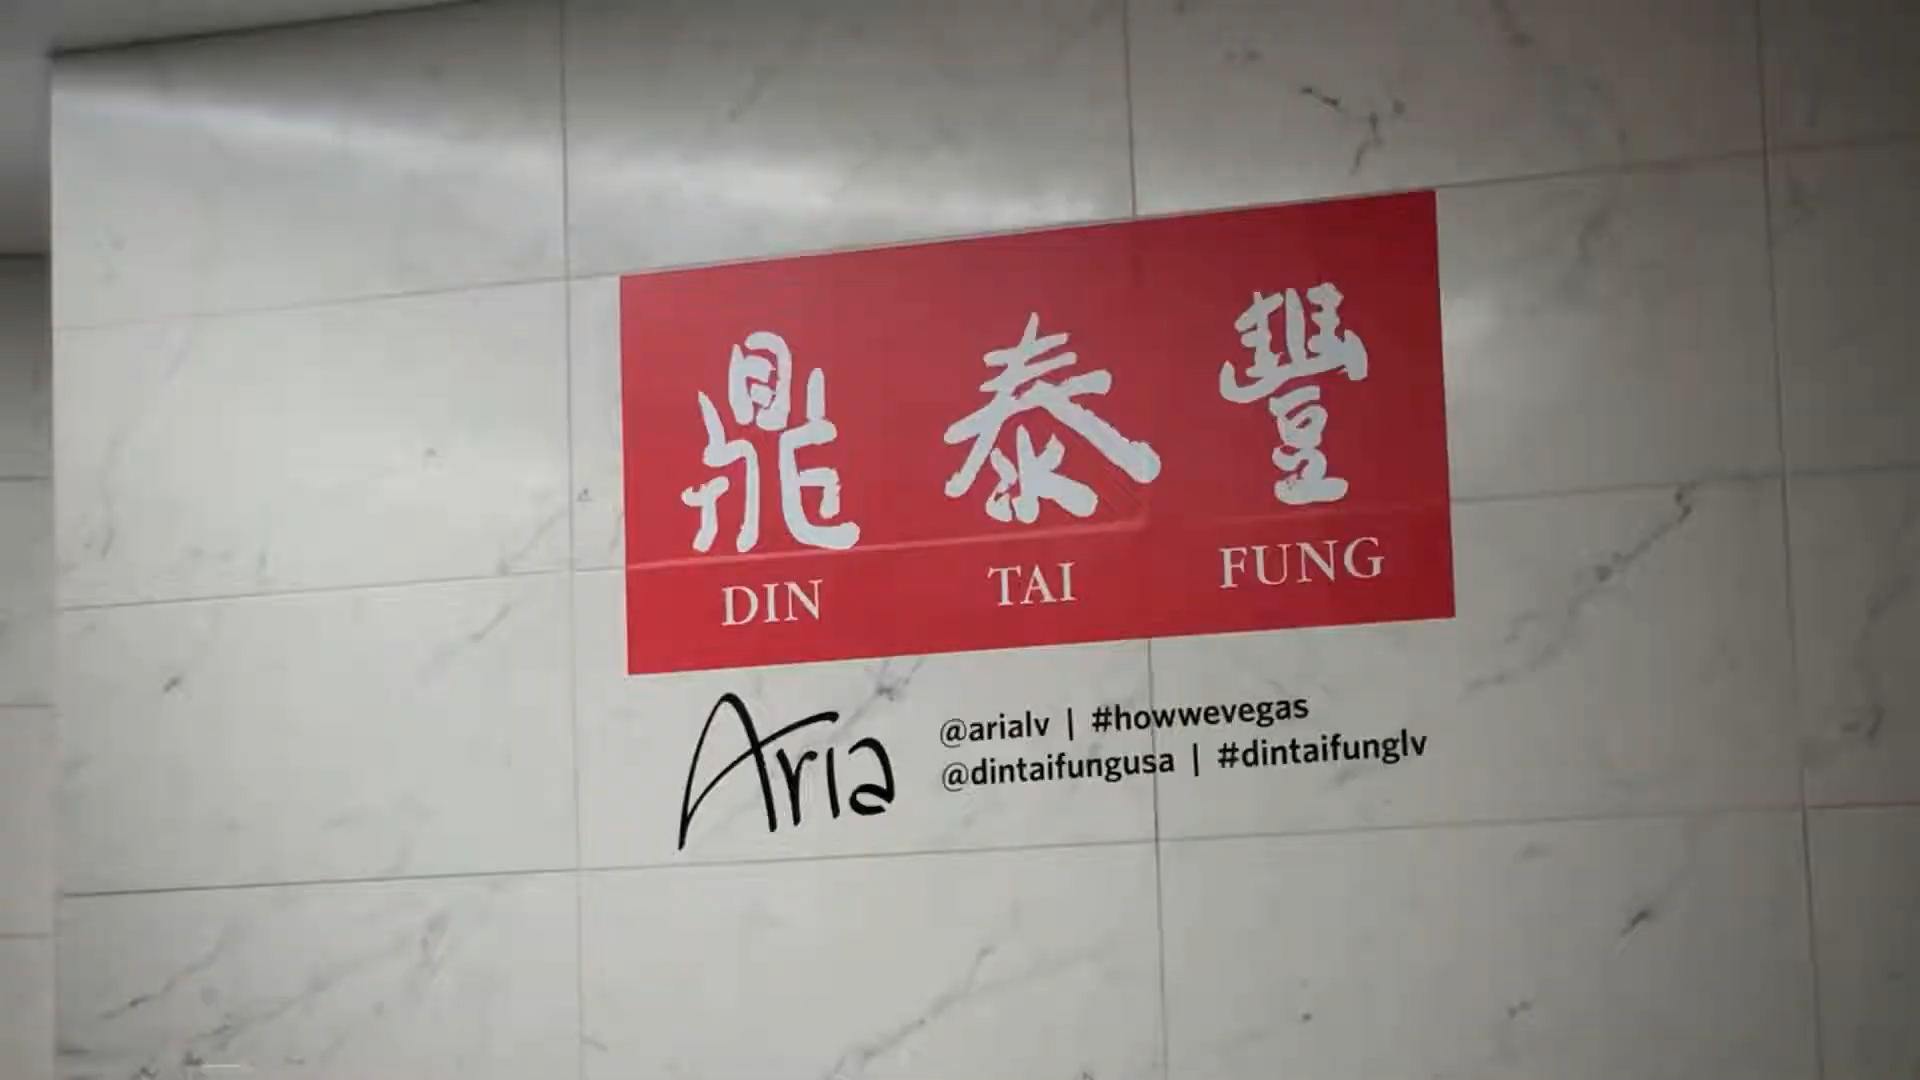 鼎泰豐
DIN TAI FUNG
Aria
@arialv | #howwevegas
@dintaifungusa | #dintaifunglv